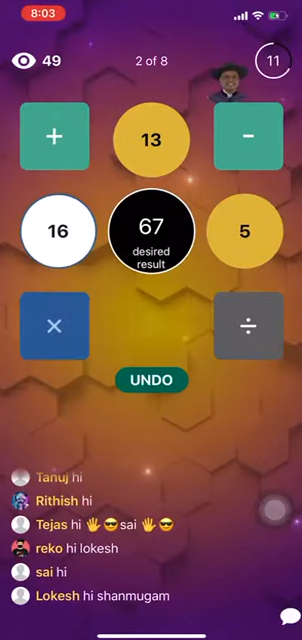 8:03
49
2 of 8
11
+
13
-
16
67
desired
result
5
×
÷
UNDO
Tanuj hi
Rithish hi
Tejas hi 🖐😎sai 🖐😎
reko hi lokesh
sai hi
Lokesh hi shanmugam